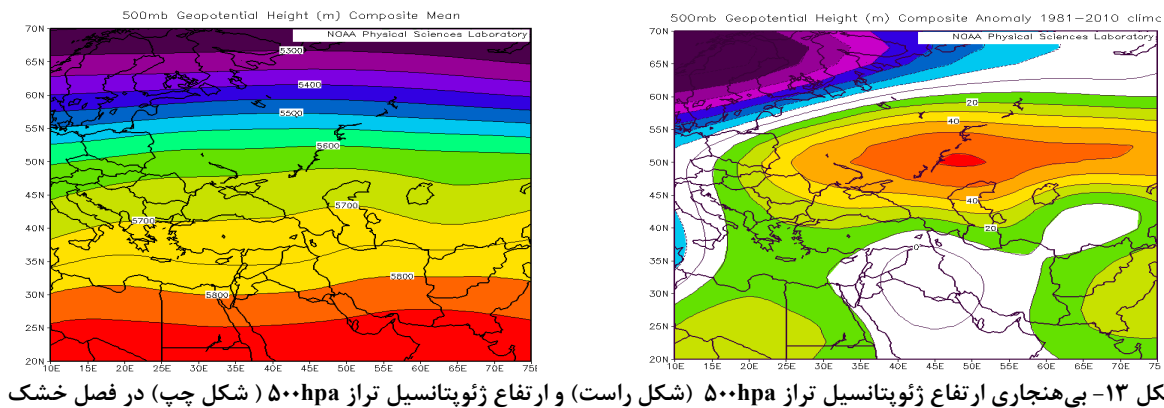 500mb Geopotential Height (m) Composite Mean
NOAA Physical Sciences Laboratory
70N
65N
60N
55N
50N
45N
40N
35N
30N
25N
20N
5300
5400
5500
5600
5700
5700
5800
5800
10E 15E 20E 25E 30E 35E 40E 45E 50E 55E 60E 65E 70E 75E
500mb Geopotential Height (m) Composite Anomaly 1981-2010 climo
NOAA Physical Sciences Laboratory
70N
65N
60N
55N
50N
45N
40N
35N
30N
25N
20N
20
40
40
20
0
10E 15E 20E 25E 30E 35E 40E 45E 50E 55E 60E 65E 70E 75E
کل ۱۳- بی‌هنجاری ارتفاع ژئوپتانسیل تراز ۵۰۰hpa (شکل راست) و ارتفاع ژئوپتانسیل تراز ۵۰۰hpa ( شکل چپ) در فصل خشک